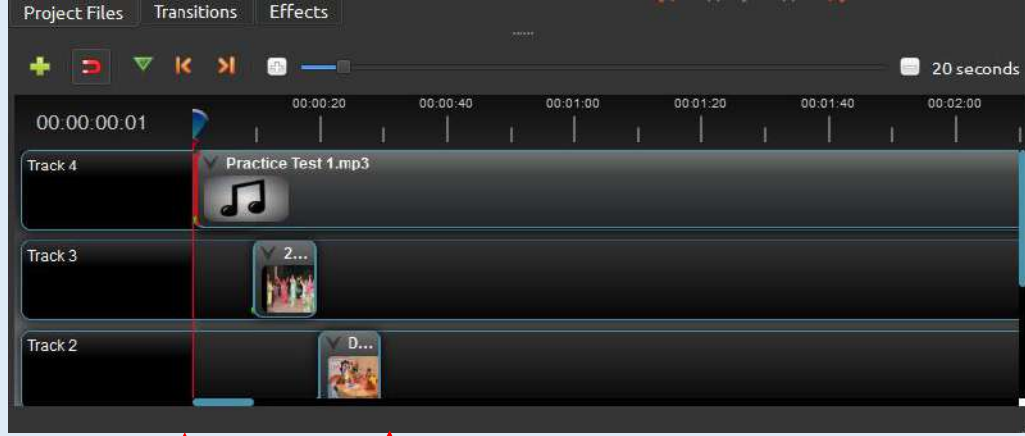 Project Files Transitions Effects
20 seconds
00:00:20 00:00:40 00:01:00 00:01:20 00:01:40 00:02:00
00:00:00.01
Track 4 Practice Test 1.mp3
Track 3 2...
Track 2 D...